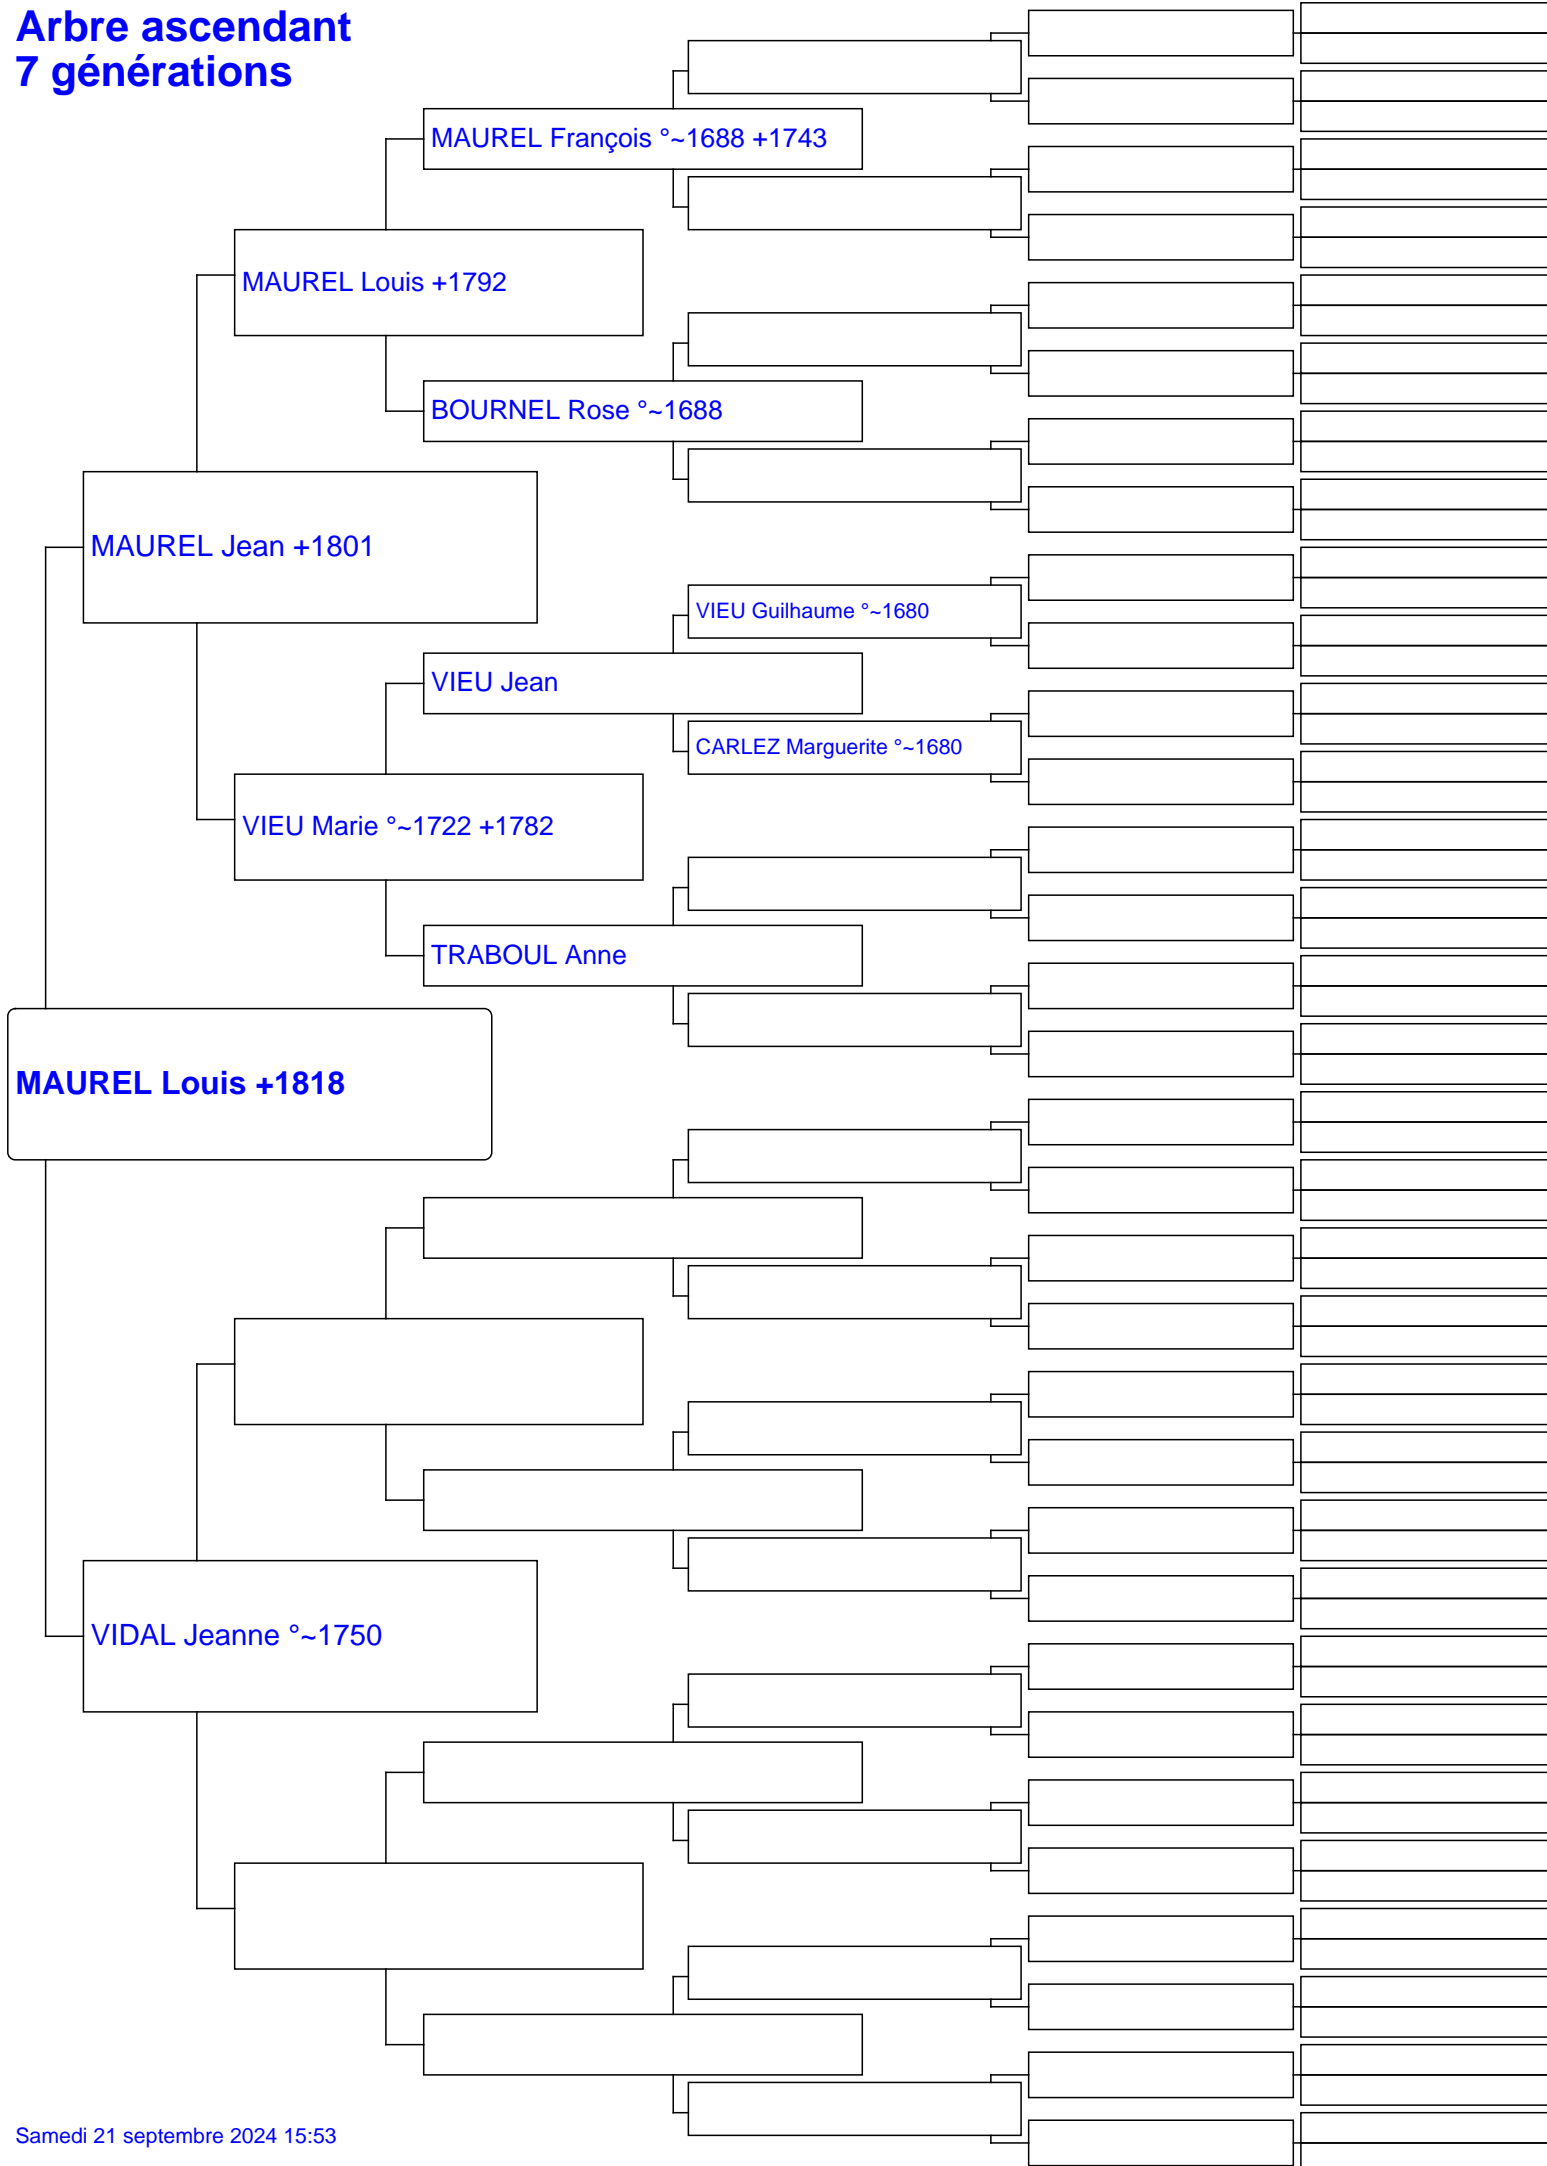 Arbre ascendant
7 générations
MAUREL François °~1688 +1743
MAUREL Louis +1792
BOURNEL Rose °~1688
MAUREL Jean +1801
VIEU Guilhaume °~1680
VIEU Jean
CARLEZ Marguerite °~1680
VIEU Marie °~1722 +1782
TRABOUL Anne
MAUREL Louis +1818
VIDAL Jeanne °~1750
Samedi 21 septembre 2024 15:53